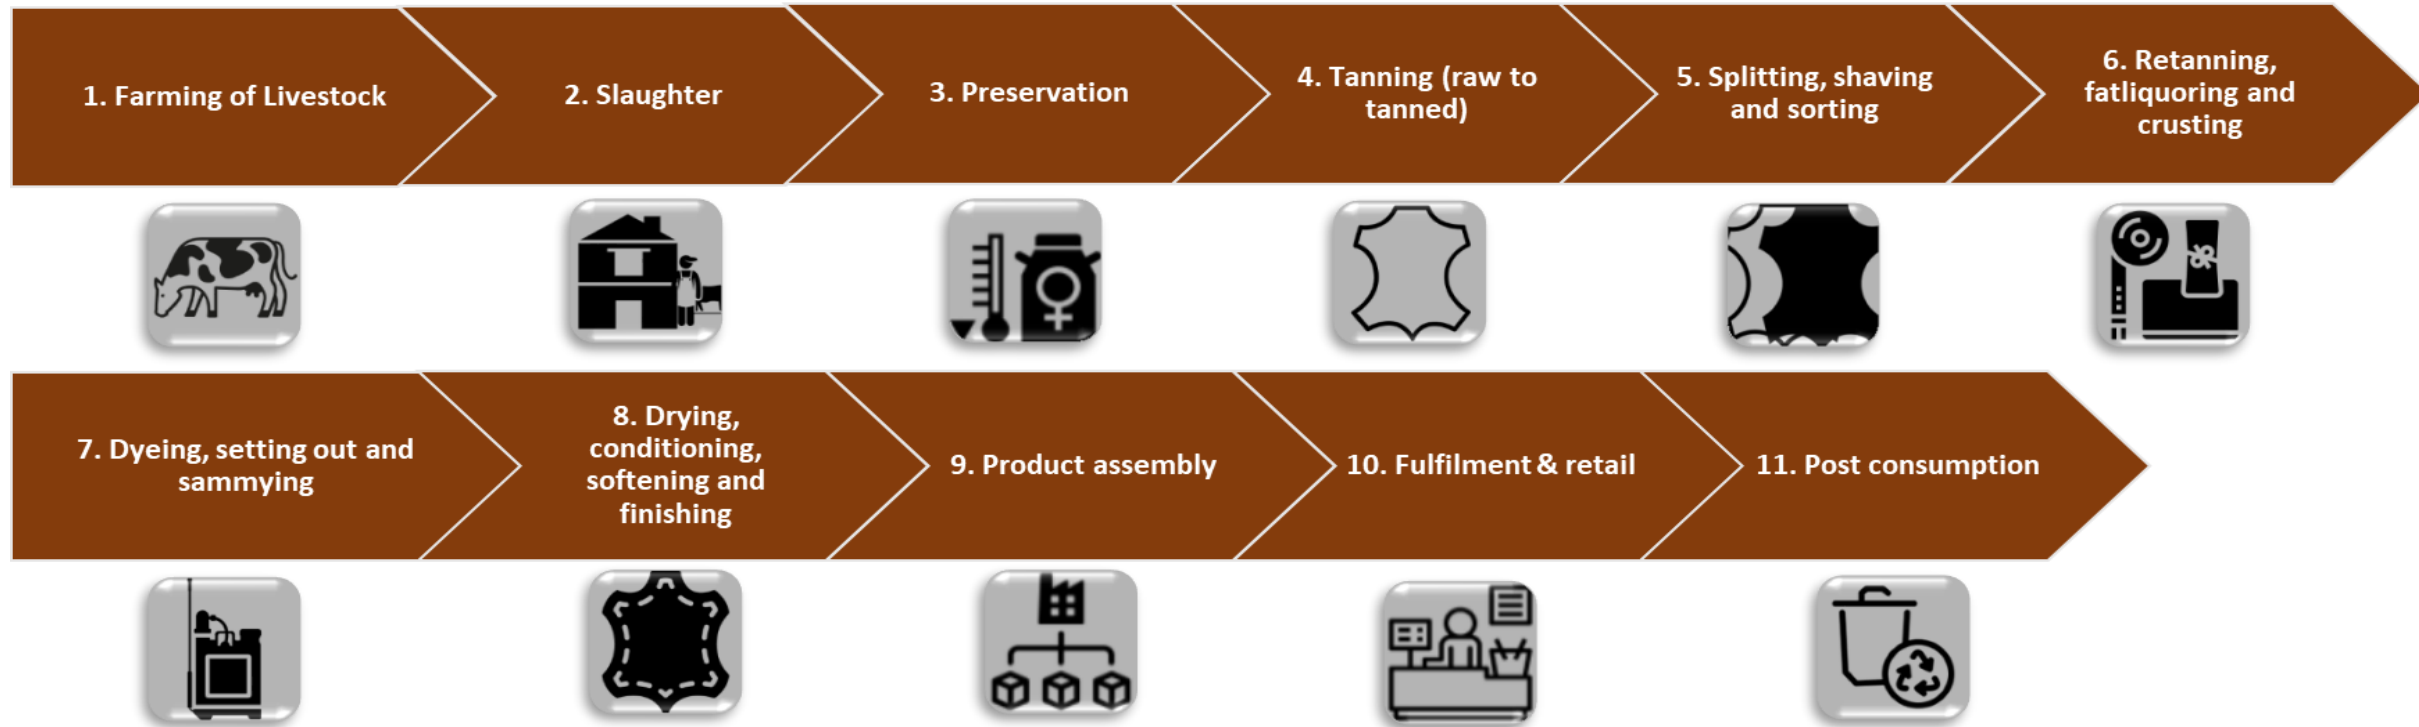 1. Farming of Livestock
2. Slaughter
3. Preservation
4. Tanning (raw to
tanned)
5. Splitting, shaving
and sorting
6. Retanning,
fatliquoring and
crusting
7. Dyeing, setting out and
sammying
8. Drying,
conditioning,
softening and
finishing
9. Product assembly
10. Fulfilment & retail
11. Post consumption